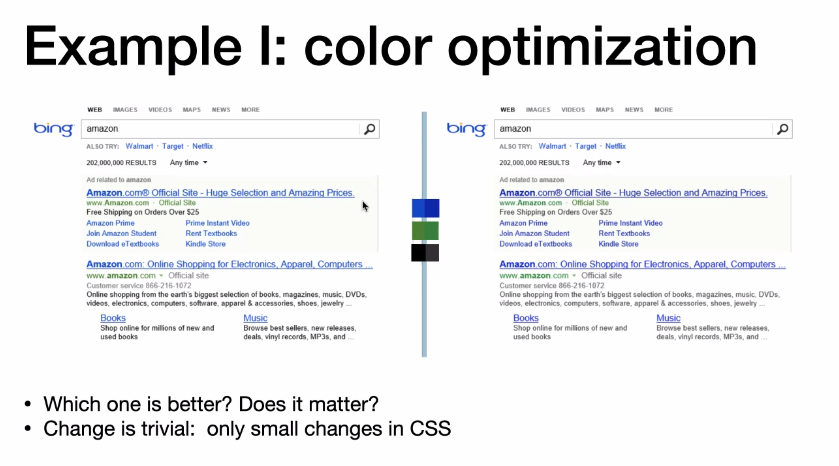 Example I: color optimization
WEB IMAGES VIDEOS MAPS NEWS MORE
bing amazon
ALSO TRY: Walmart · Target · Netflix
202,000,000 RESULTS Any time
Ad related to amazon
Amazon.com® Official Site - Huge Selection and Amazing Prices.
www.Amazon.com · Official Site
Free Shipping on Orders Over $25
Amazon Prime Prime Instant Video
Join Amazon Student Rent Textbooks
Download eTextbooks Kindle Store
Amazon.com: Online Shopping for Electronics, Apparel, Computers ...
www.amazon.com Official site
Customer service 866-216-1072
Online shopping from the earth's biggest selection of books, magazines, music, DVDs,
videos, electronics, computers, software, apparel & accessories, shoes, jewelry ...
Books Music
Shop online for millions of new and Browse best sellers, new releases,
used books deals, vinyl records, MP3s, and ...
WEB IMAGES VIDEOS MAPS NEWS MORE
bing amazon
ALSO TRY: Walmart · Target · Netflix
202,000,000 RESULTS Any time
Ad related to amazon
Amazon.com® Official Site - Huge Selection and Amazing Prices.
www.Amazon.com · Official Site
Free Shipping on Orders Over $25
Amazon Prime Prime Instant Video
Join Amazon Student Rent Textbooks
Download eTextbooks Kindle Store
Amazon.com: Online Shopping for Electronics, Apparel, Computers ...
www.amazon.com Official site
Customer service 866-216-1072
Online shopping from the earth's biggest selection of books, magazines, music, DVDs,
videos, electronics, computers, software, apparel & accessories, shoes, jewelry ...
Books Music
Shop online for millions of new and Browse best sellers, new releases,
used books deals, vinyl records, MP3s, and ...
• Which one is better? Does it matter?
• Change is trivial: only small changes in CSS